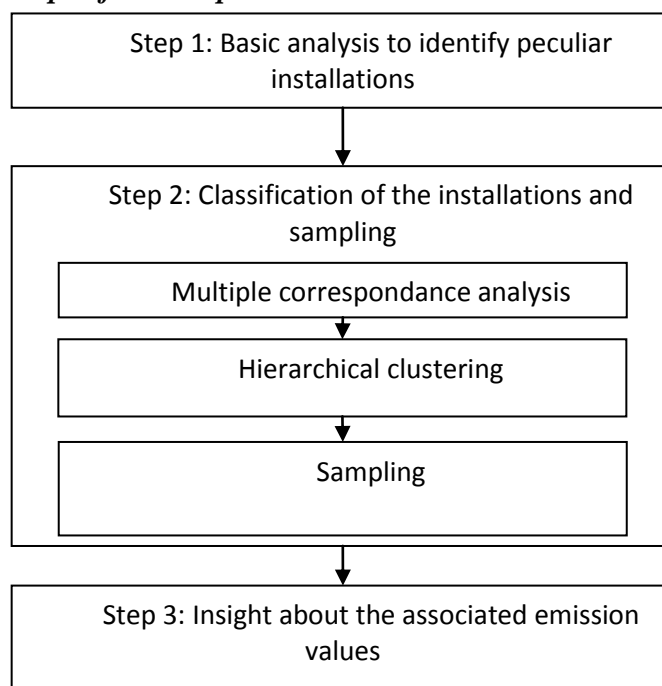 Step 1: Basic analysis to identify peculiar
installations
Step 2: Classification of the installations and
sampling
Multiple correspondance analysis
Hierarchical clustering
Sampling
Step 3: Insight about the associated emission
values